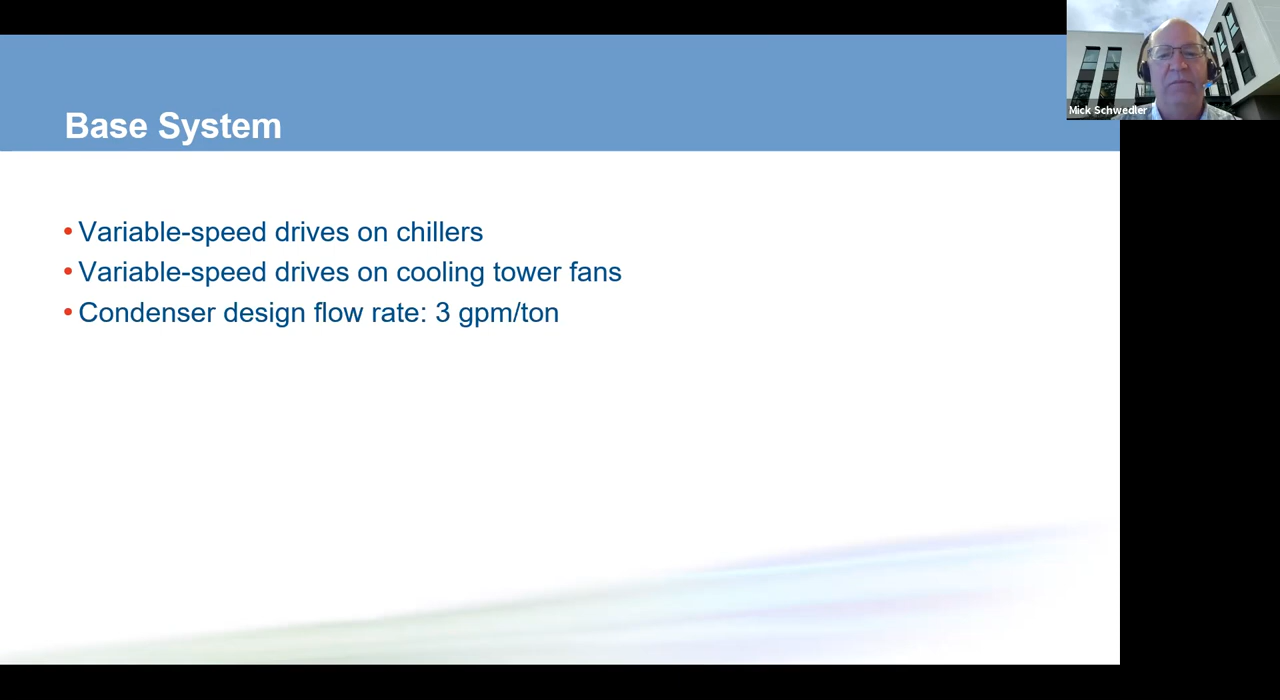 Mick Schwedler
Base System
• Variable-speed drives on chillers
• Variable-speed drives on cooling tower fans
• Condenser design flow rate: 3 gpm/ton